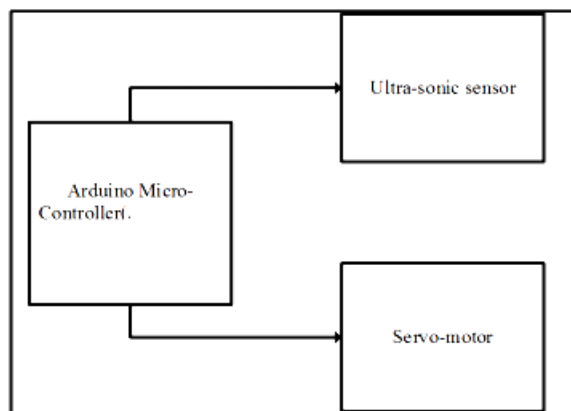 Ultra-sonic sensor
Arduino Micro-
Controllert.
Servo-motor